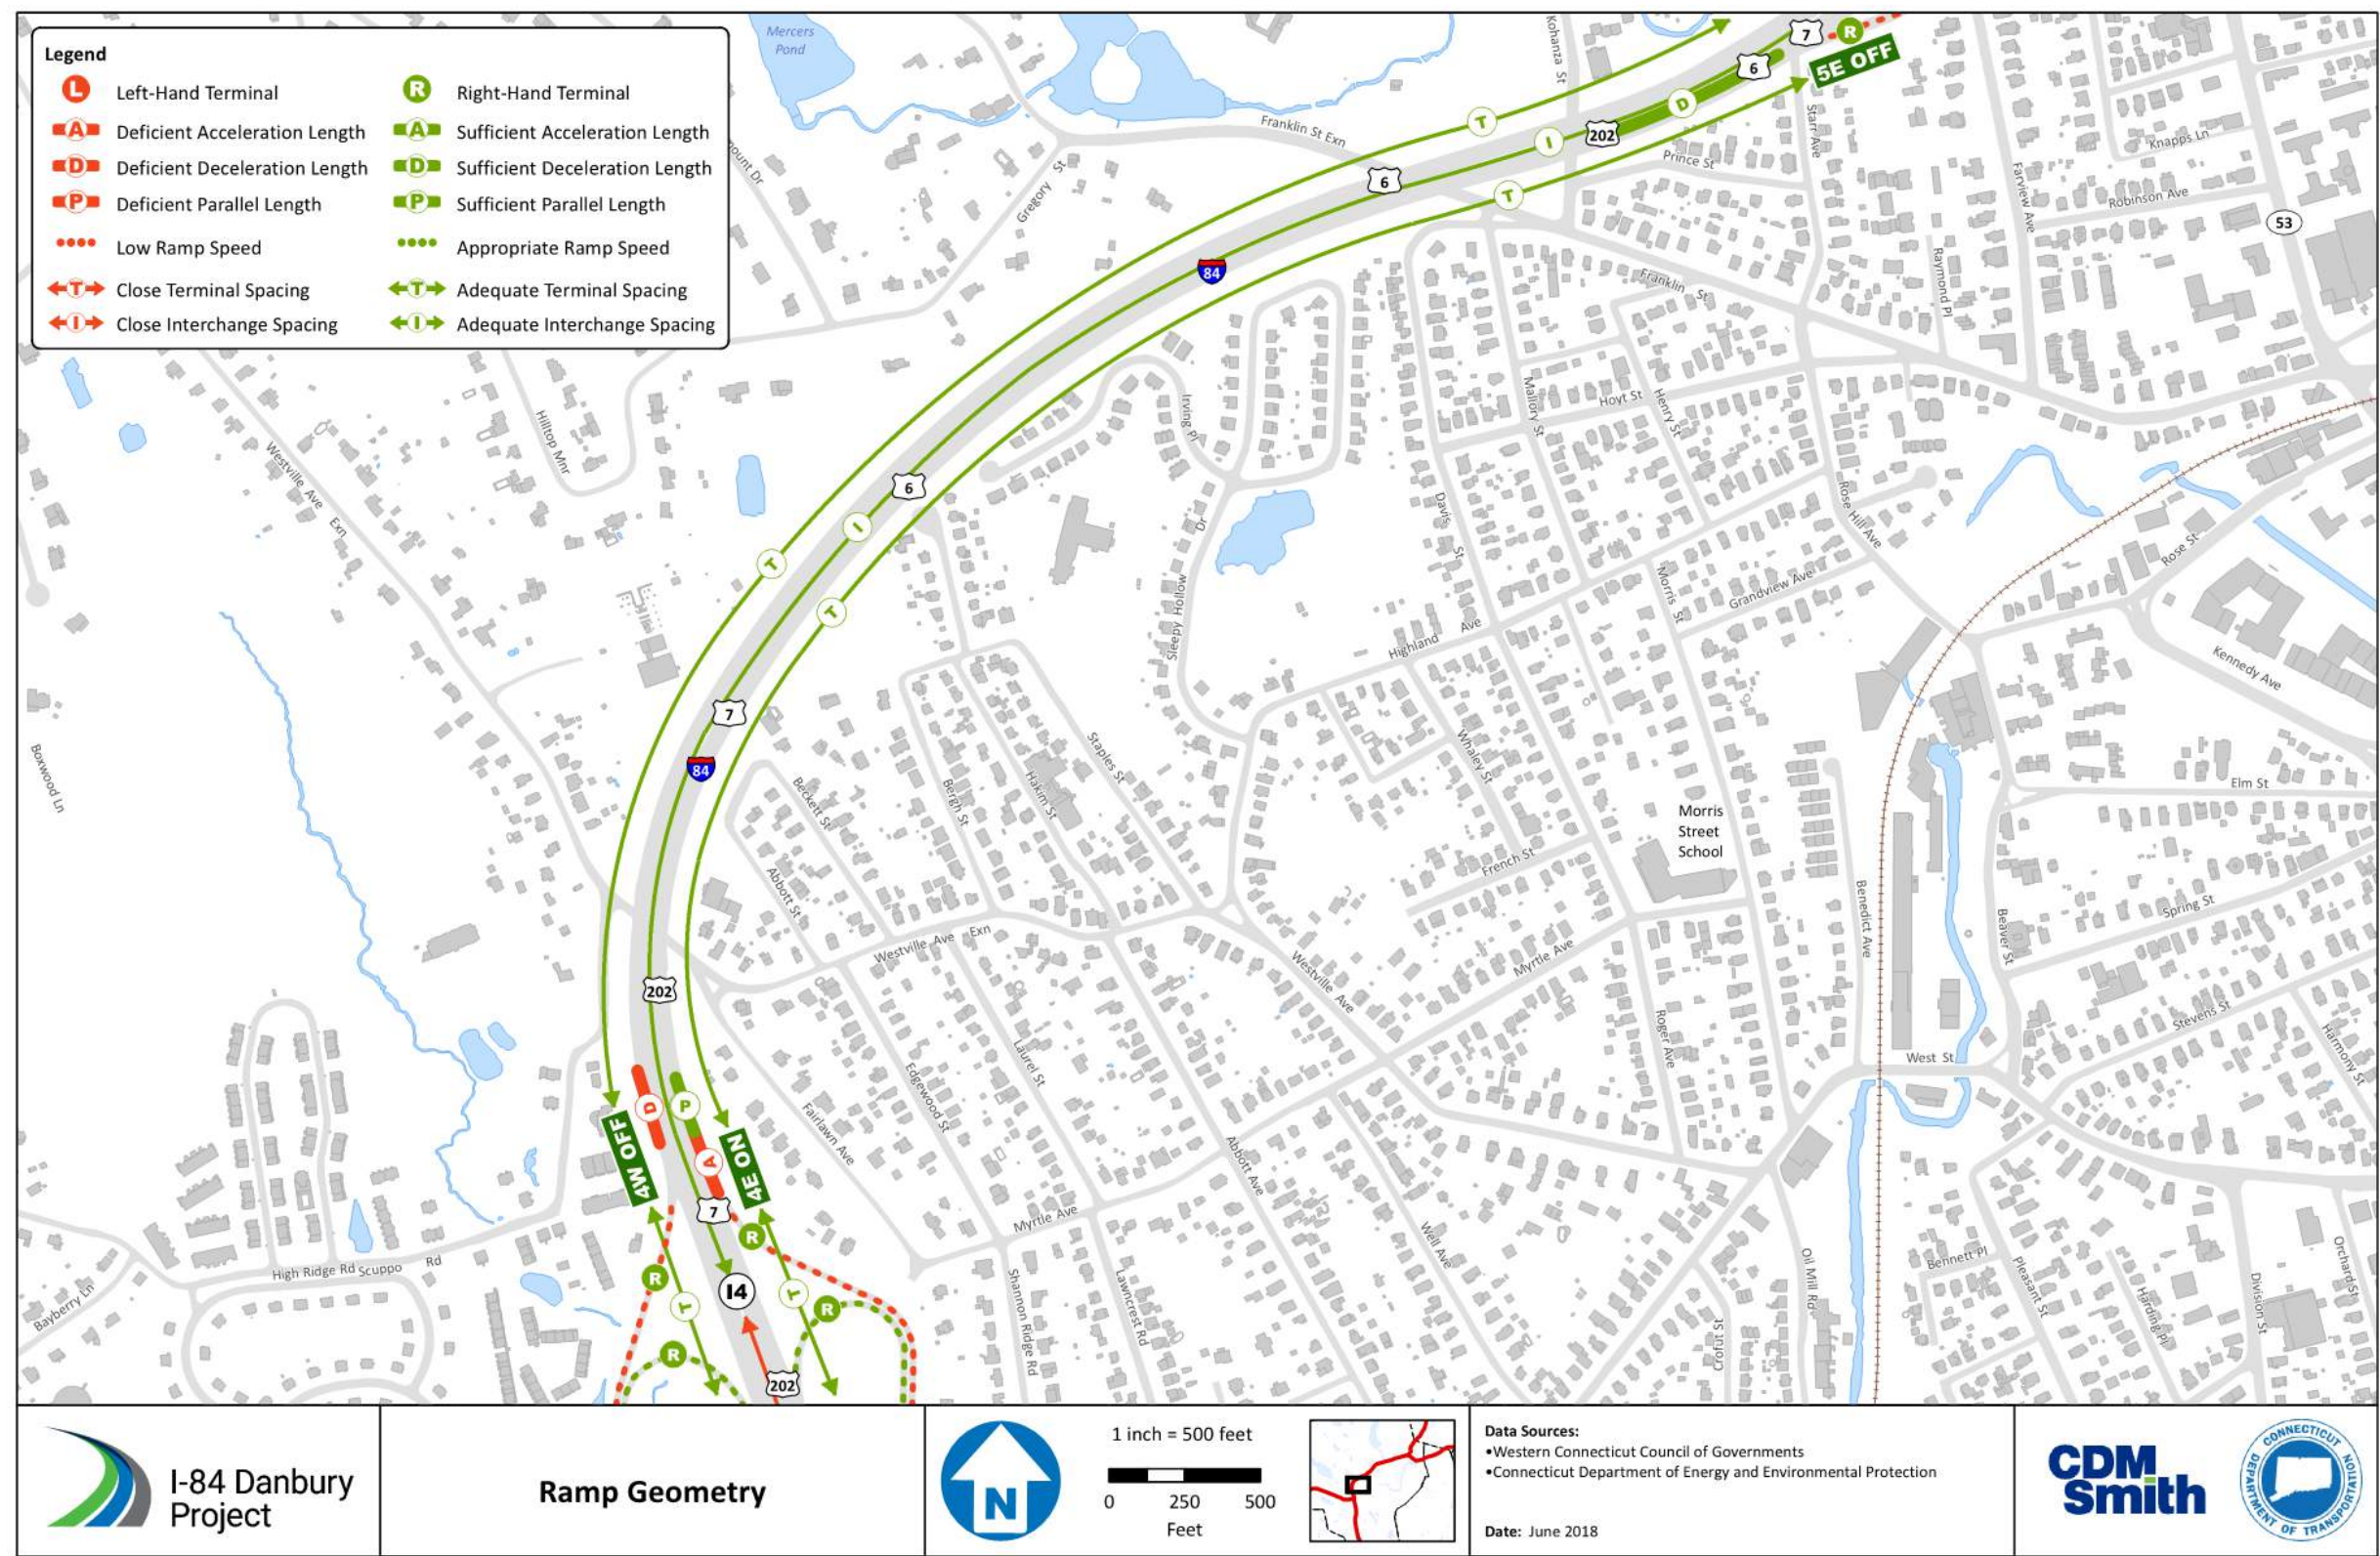 Legend
L Left-Hand Terminal
A Deficient Acceleration Length
D Deficient Deceleration Length
P Deficient Parallel Length
Low Ramp Speed
T Close Terminal Spacing
I Close Interchange Spacing
R Right-Hand Terminal
A Sufficient Acceleration Length
D Sufficient Deceleration Length
P Sufficient Parallel Length
Appropriate Ramp Speed
T Adequate Terminal Spacing
I Adequate Interchange Spacing
Mercers
Pond
Kohanza St
7
R
6
5E OFF
D
T
I
202
Franklin St Exn
Starr Ave
Knapps Ln
Prince St
Farview Ave
Robinson Ave
6
T
53
Gregory St
84
Franklin St
Raymond Pl
Irving Pl
Mallory St
Hoyt St
Henry St
Hilltop Mnr
Westville Ave Exn
6
I
T
T
Davis St
Rose Hill Ave
Rose St
Sleepy Hollow Dr
Morris St
Grandview Ave
Highland Ave
Kennedy Ave
7
84
Boxwood Ln
Staples St
Beckett St
Bergh St
Hakim St
Whaley St
Elm St
Morris
Street
School
French St
Abbott St
Benedict Ave
Beaver St
Spring St
Westville Ave Exn
Westville Ave
Myrtle Ave
202
Roger Ave
Stevens St
Harmony St
Laurel St
Edgewood St
West St
D
P
Fairlawn Ave
4W OFF
A
4E ON
Abbott Ave
7
R
Myrtle Ave
Well Ave
High Ridge Rd Scuppo Rd
Bayberry Ln
R
T
14
T
R
R
202
Shannon Ridge Rd
Lawncrest Rd
Crofut St
Oil Mill Rd
Bennett Pl
Pleasant St
Harding Pl
Division St
Orchard St
I-84 Danbury
Project
Ramp Geometry
N
1 inch = 500 feet
0 250 500
Feet
Data Sources:
•Western Connecticut Council of Governments
•Connecticut Department of Energy and Environmental Protection
Date: June 2018
CDM
Smith
CONNECTICUT
DEPARTMENT OF TRANSPORTATION